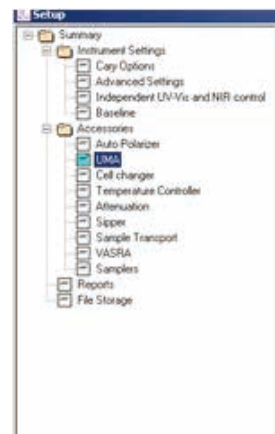 Setup
Summary
Instrument Settings
Cary Options
Advanced Settings
Independent UV-Vis and NIR control
Baseline
Accessories
Auto Polarizer
UMA
Cell changer
Temperature Controller
Attenuation
Sipper
Sample Transport
VASRA
Samplers
Reports
File Storage